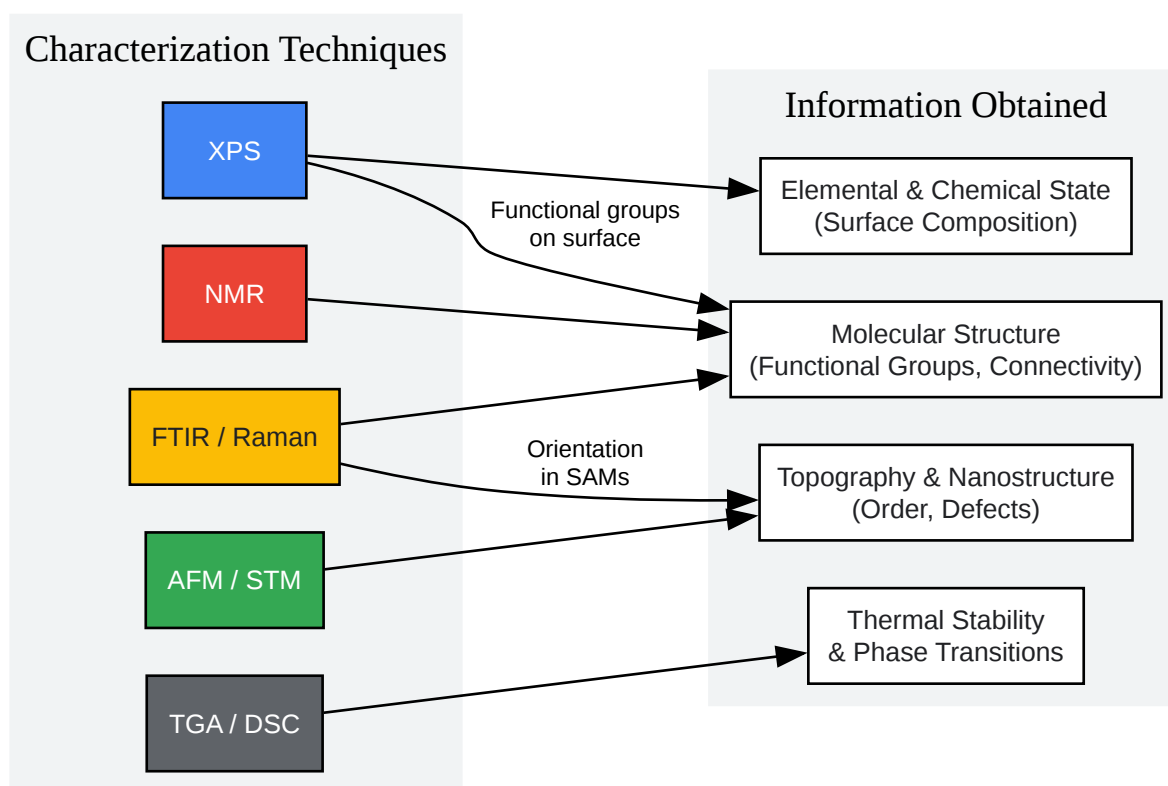 Characterization Techniques
XPS
NMR
FTIR / Raman
AFM / STM
TGA / DSC
Functional groups
on surface
Orientation
in SAMs
Information Obtained
Elemental & Chemical State
(Surface Composition)
Molecular Structure
(Functional Groups, Connectivity)
Topography & Nanostructure
(Order, Defects)
Thermal Stability
& Phase Transitions